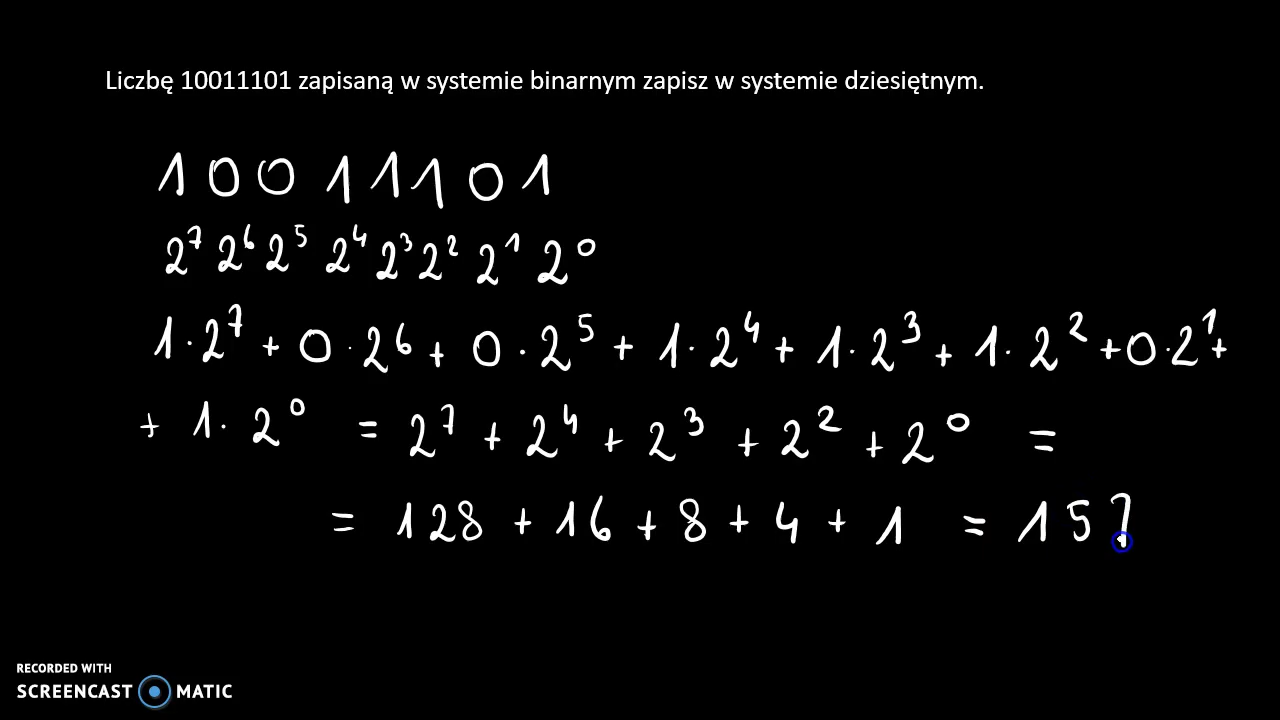 Liczbę 10011101 zapisaną w systemie binarnym zapisz w systemie dziesiętnym.
1 0 0 1 1 1 0 1
2⁷ 2⁶ 2⁵ 2⁴ 2³ 2² 2¹ 2⁰
1·2⁷ + 0·2⁶ + 0·2⁵ + 1·2⁴ + 1·2³ + 1·2² + 0·2¹ +
+ 1·2⁰ = 2⁷ + 2⁴ + 2³ + 2² + 2⁰ =
= 128 + 16 + 8 + 4 + 1 = 157
RECORDED WITH
SCREENCAST MATIC